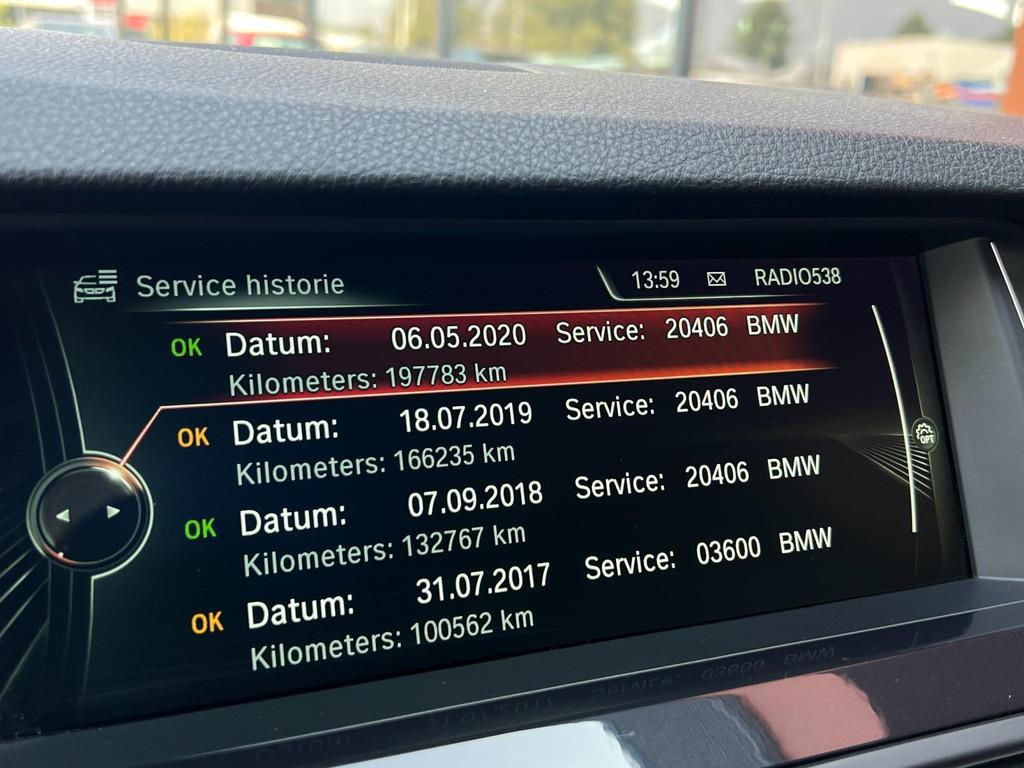 Service historie 13:59 RADIO538
OK Datum: 06.05.2020 Service: 20406 BMW
Kilometers: 197783 km
OK Datum: 18.07.2019 Service: 20406 BMW
Kilometers: 166235 km
OK Datum: 07.09.2018 Service: 20406 BMW
Kilometers: 132767 km
OK Datum: 31.07.2017 Service: 03600 BMW
Kilometers: 100562 km
OPT